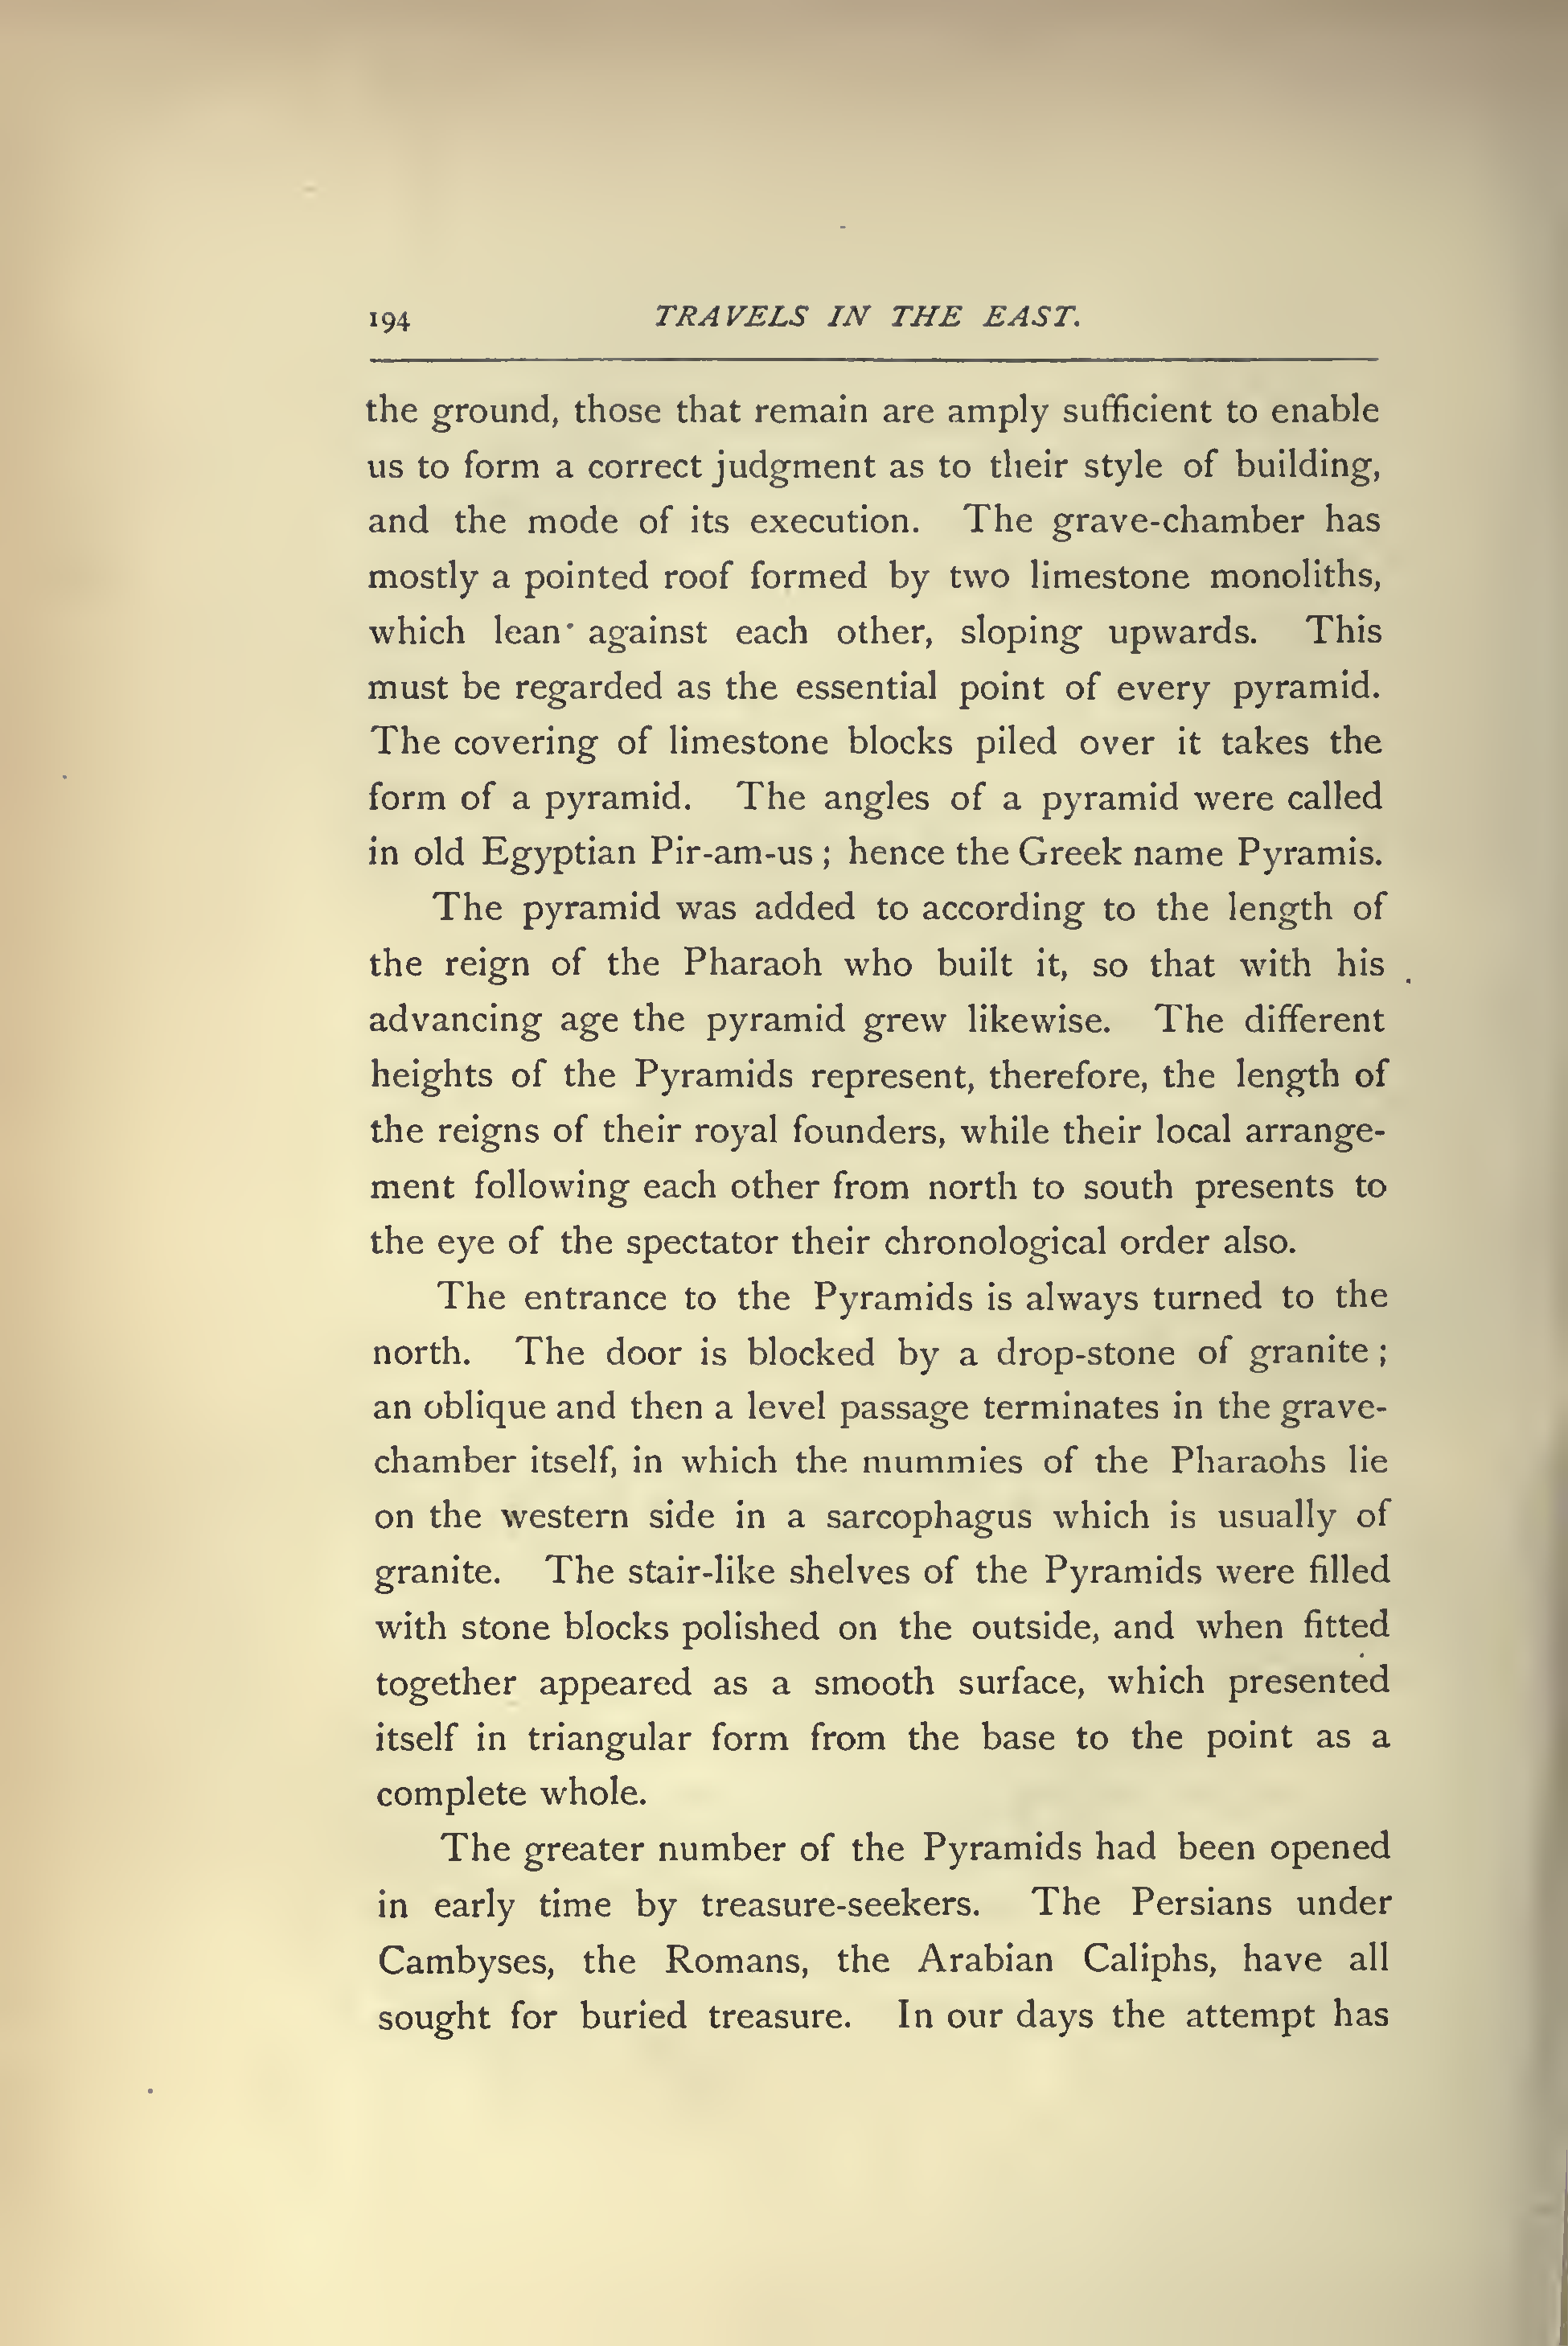 194 TRAVELS IN THE EAST.
the ground, those that remain are amply sufficient to enable
us to form a correct judgment as to their style of building,
and the mode of its execution. The grave-chamber has
mostly a pointed roof formed by two limestone monoliths,
which lean against each other, sloping upwards. This
must be regarded as the essential point of every pyramid.
The covering of limestone blocks piled over it takes the
form of a pyramid. The angles of a pyramid were called
in old Egyptian Pir-am-us ; hence the Greek name Pyramis.
The pyramid was added to according to the length of
the reign of the Pharaoh who built it, so that with his
advancing age the pyramid grew likewise. The different
heights of the Pyramids represent, therefore, the length of
the reigns of their royal founders, while their local arrange-
ment following each other from north to south presents to
the eye of the spectator their chronological order also.
The entrance to the Pyramids is always turned to the
north. The door is blocked by a drop-stone of granite ;
an oblique and then a level passage terminates in the grave-
chamber itself, in which the mummies of the Pharaohs lie
on the western side in a sarcophagus which is usually of
granite. The stair-like shelves of the Pyramids were filled
with stone blocks polished on the outside, and when fitted
together appeared as a smooth surface, which presented
itself in triangular form from the base to the point as a
complete whole.
The greater number of the Pyramids had been opened
in early time by treasure-seekers. The Persians under
Cambyses, the Romans, the Arabian Caliphs, have all
sought for buried treasure. In our days the attempt has